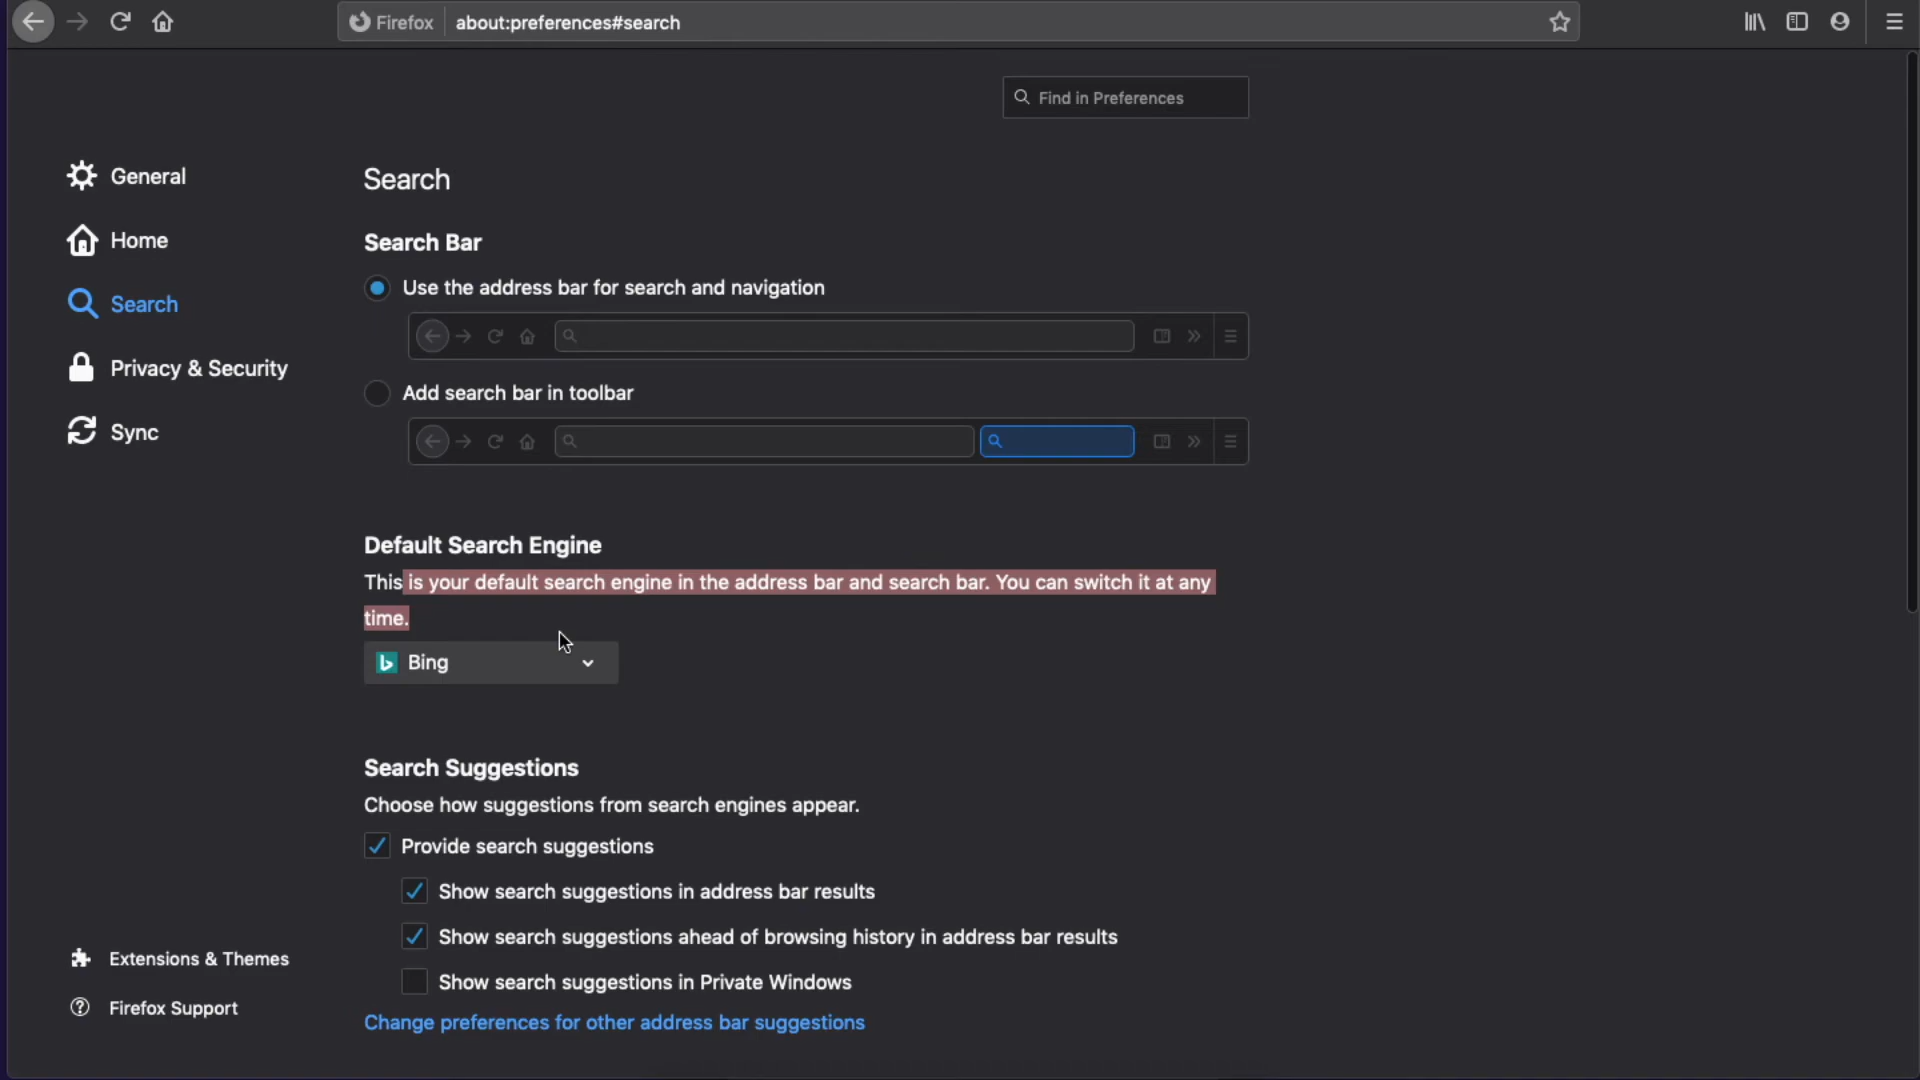 Firefox
about:preferences#search
Find in Preferences
General
Home
Search
Privacy & Security
Sync
Extensions & Themes
Firefox Support
Search
Search Bar
Use the address bar for search and navigation
Add search bar in toolbar
Default Search Engine
This is your default search engine in the address bar and search bar. You can switch it at any
time.
Bing
Search Suggestions
Choose how suggestions from search engines appear.
Provide search suggestions
Show search suggestions in address bar results
Show search suggestions ahead of browsing history in address bar results
Show search suggestions in Private Windows
Change preferences for other address bar suggestions